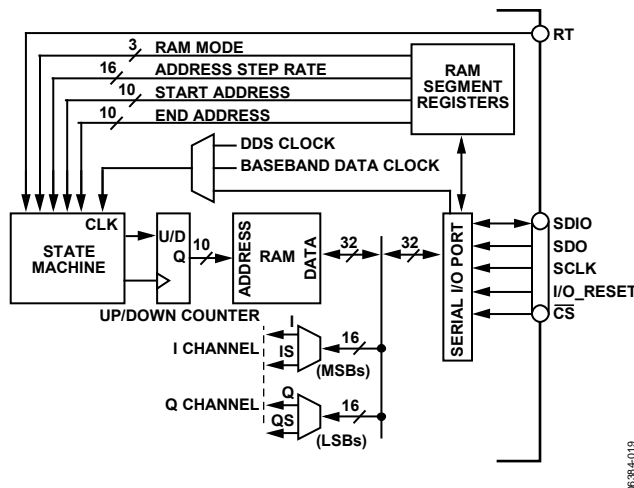 RT
3 RAM MODE
16 ADDRESS STEP RATE
10 START ADDRESS
10 END ADDRESS
RAM
SEGMENT
REGISTERS
DDS CLOCK
BASEBAND DATA CLOCK
CLK
STATE
MACHINE
U/D
Q
10
ADDRESS
RAM
DATA
32
32
SERIAL I/O PORT
SDIO
SDO
SCLK
I/O_RESET
CS
UP/DOWN COUNTER
I CHANNEL
I
IS
16
(MSBs)
Q CHANNEL
Q
QS
16
(LSBs)
06384-019